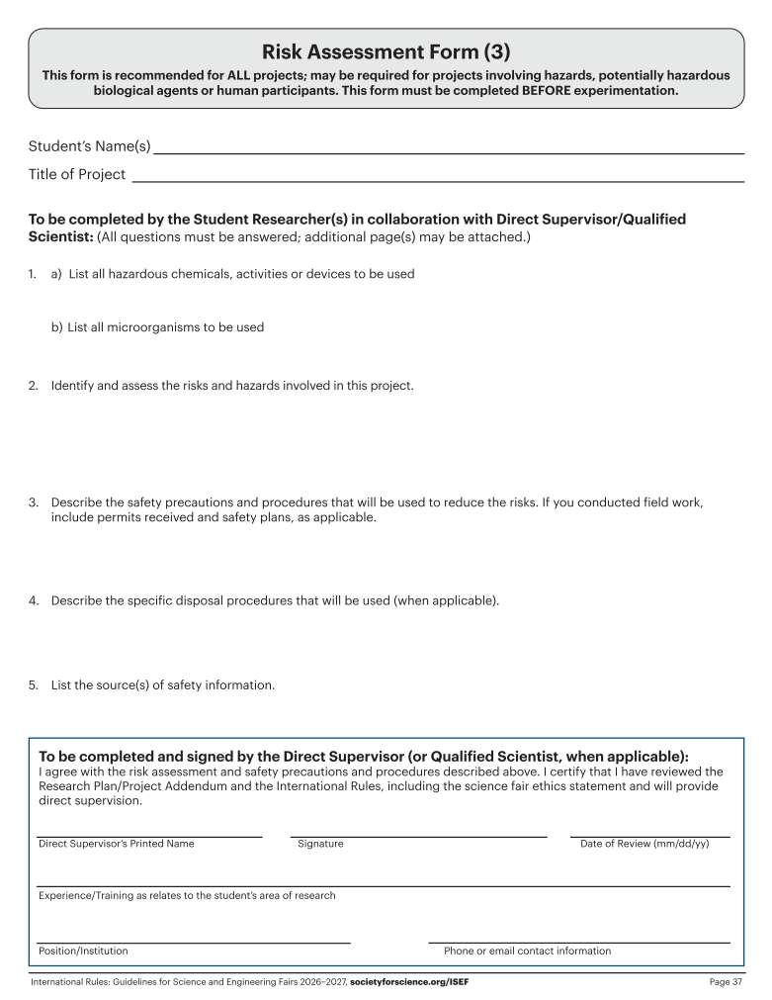 Risk Assessment Form (3)
This form is recommended for ALL projects; may be required for projects involving hazards, potentially hazardous
biological agents or human participants. This form must be completed BEFORE experimentation.
Student’s Name(s)
Title of Project
To be completed by the Student Researcher(s) in collaboration with Direct Supervisor/Qualified
Scientist: (All questions must be answered; additional page(s) may be attached.)
1. a) List all hazardous chemicals, activities or devices to be used
b) List all microorganisms to be used
2. Identify and assess the risks and hazards involved in this project.
3. Describe the safety precautions and procedures that will be used to reduce the risks. If you conducted field work,
include permits received and safety plans, as applicable.
4. Describe the specific disposal procedures that will be used (when applicable).
5. List the source(s) of safety information.
To be completed and signed by the Direct Supervisor (or Qualified Scientist, when applicable):
I agree with the risk assessment and safety precautions and procedures described above. I certify that I have reviewed the
Research Plan/Project Addendum and the International Rules, including the science fair ethics statement and will provide
direct supervision.
Direct Supervisor’s Printed Name Signature Date of Review (mm/dd/yy)
Experience/Training as relates to the student’s area of research
Position/Institution Phone or email contact information
International Rules: Guidelines for Science and Engineering Fairs 2026–2027, societyforscience.org/ISEF Page 37